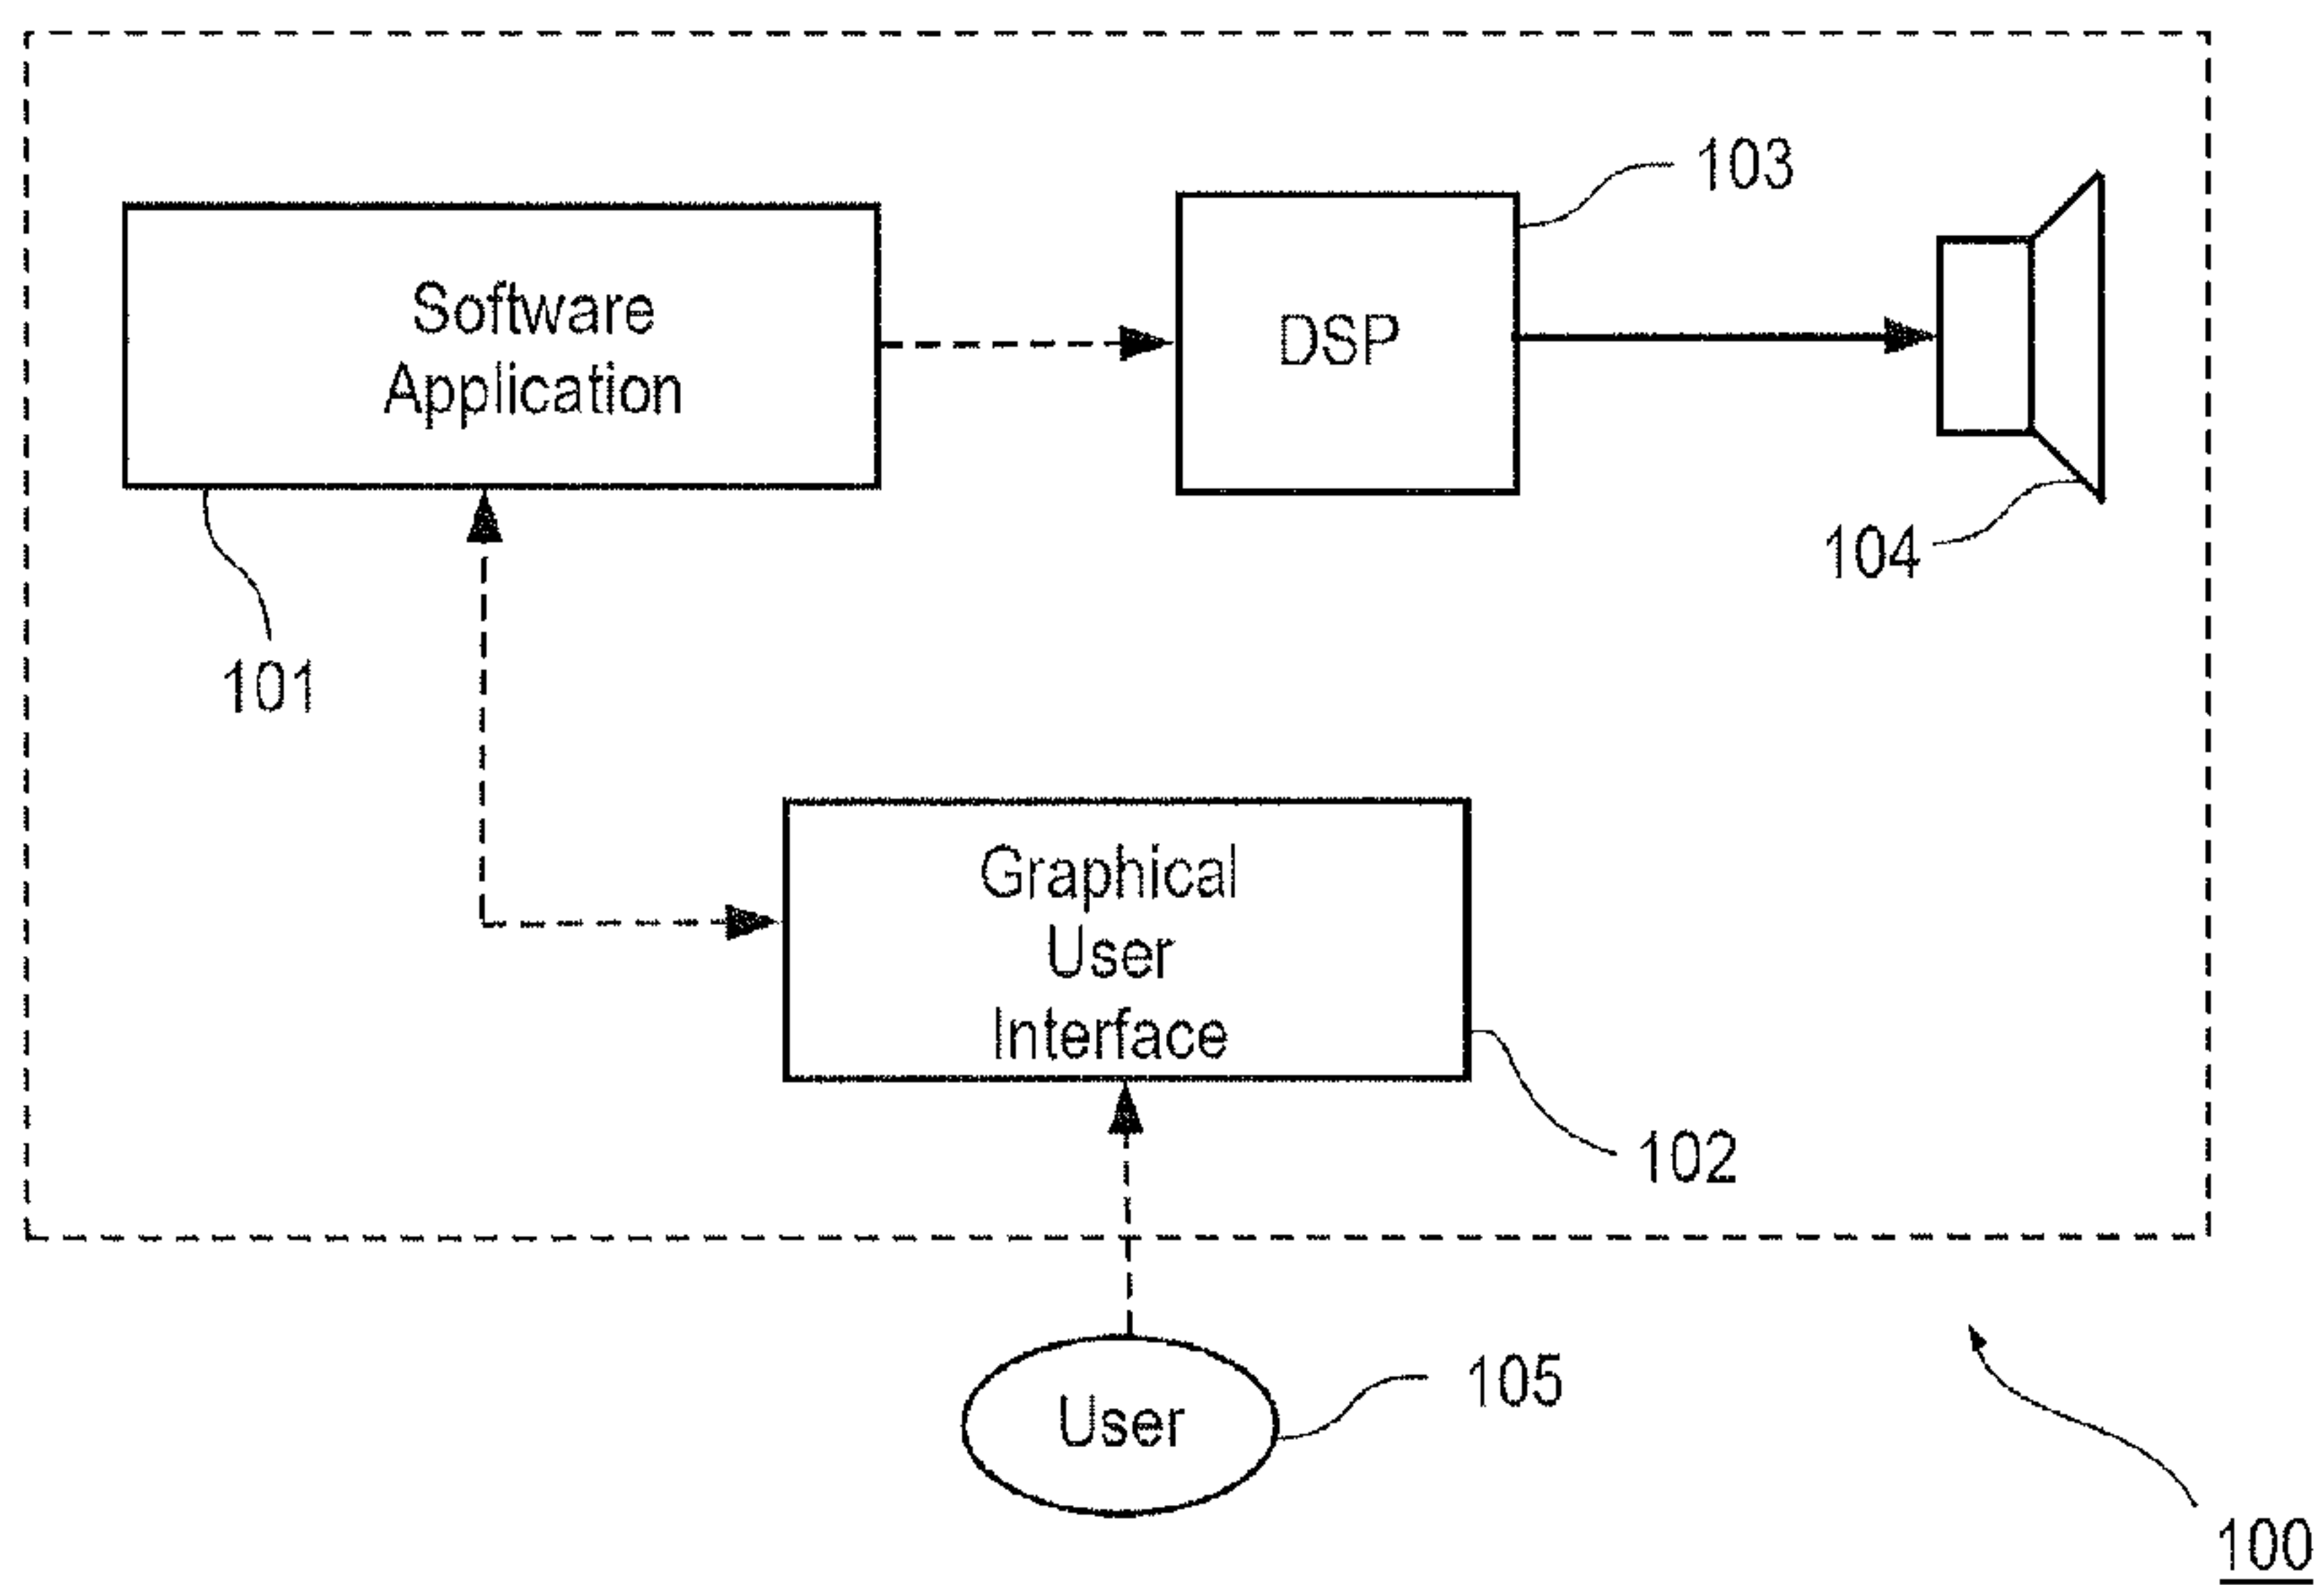 103
Software
Application
DSP
104
101
Graphical
User
Interface
102
User
105
100